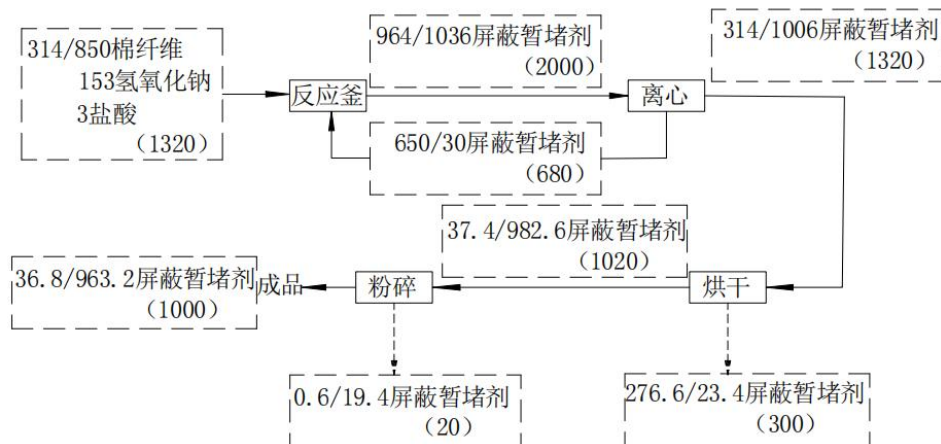 314/850棉纤维
153氢氧化钠
3盐酸
(1320)
反应釜
964/1036屏蔽暂堵剂
(2000)
离心
314/1006屏蔽暂堵剂
(1320)
650/30屏蔽暂堵剂
(680)
37.4/982.6屏蔽暂堵剂
(1020)
36.8/963.2屏蔽暂堵剂
(1000)
成品
粉碎
烘干
0.6/19.4屏蔽暂堵剂
(20)
276.6/23.4屏蔽暂堵剂
(300)